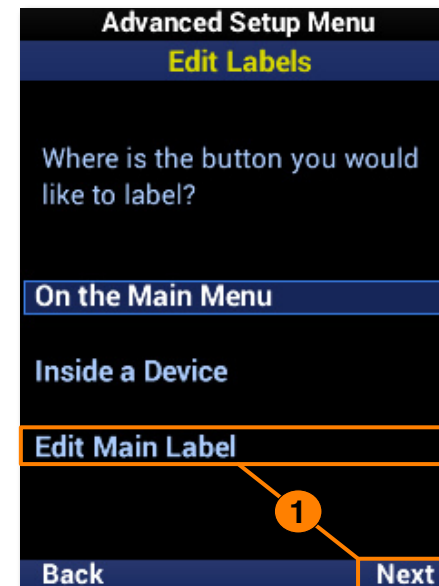 Advanced Setup Menu
Edit Labels
Where is the button you would
like to label?
On the Main Menu
Inside a Device
Edit Main Label
1
Back Next